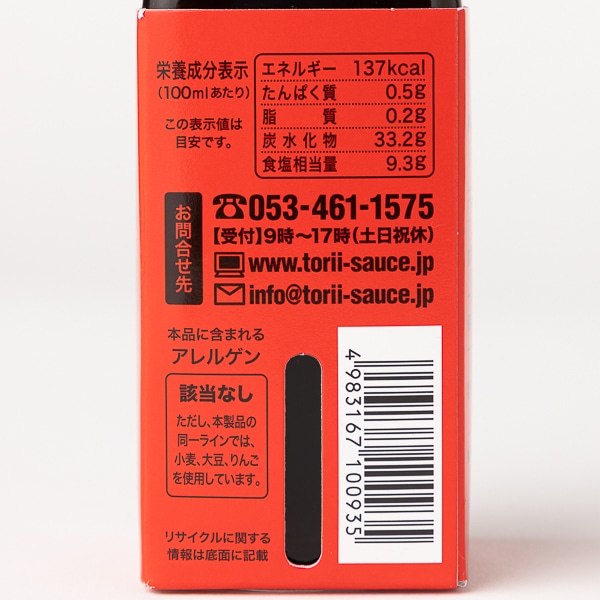 栄養成分表示
(100mlあたり)
この表示値は
目安です。
エネルギー 137kcal
たんぱく質 0.5g
脂質 0.2g
炭水化物 33.2g
食塩相当量 9.3g
お問合せ先
☎053-461-1575
【受付】9時～17時(土日祝休)
www.torii-sauce.jp
info@torii-sauce.jp
本品に含まれる
アレルゲン
該当なし
ただし、本製品の
同一ラインでは、
小麦、大豆、りんご
を使用しています。
リサイクルに関する
情報は底面に記載
4983167100935